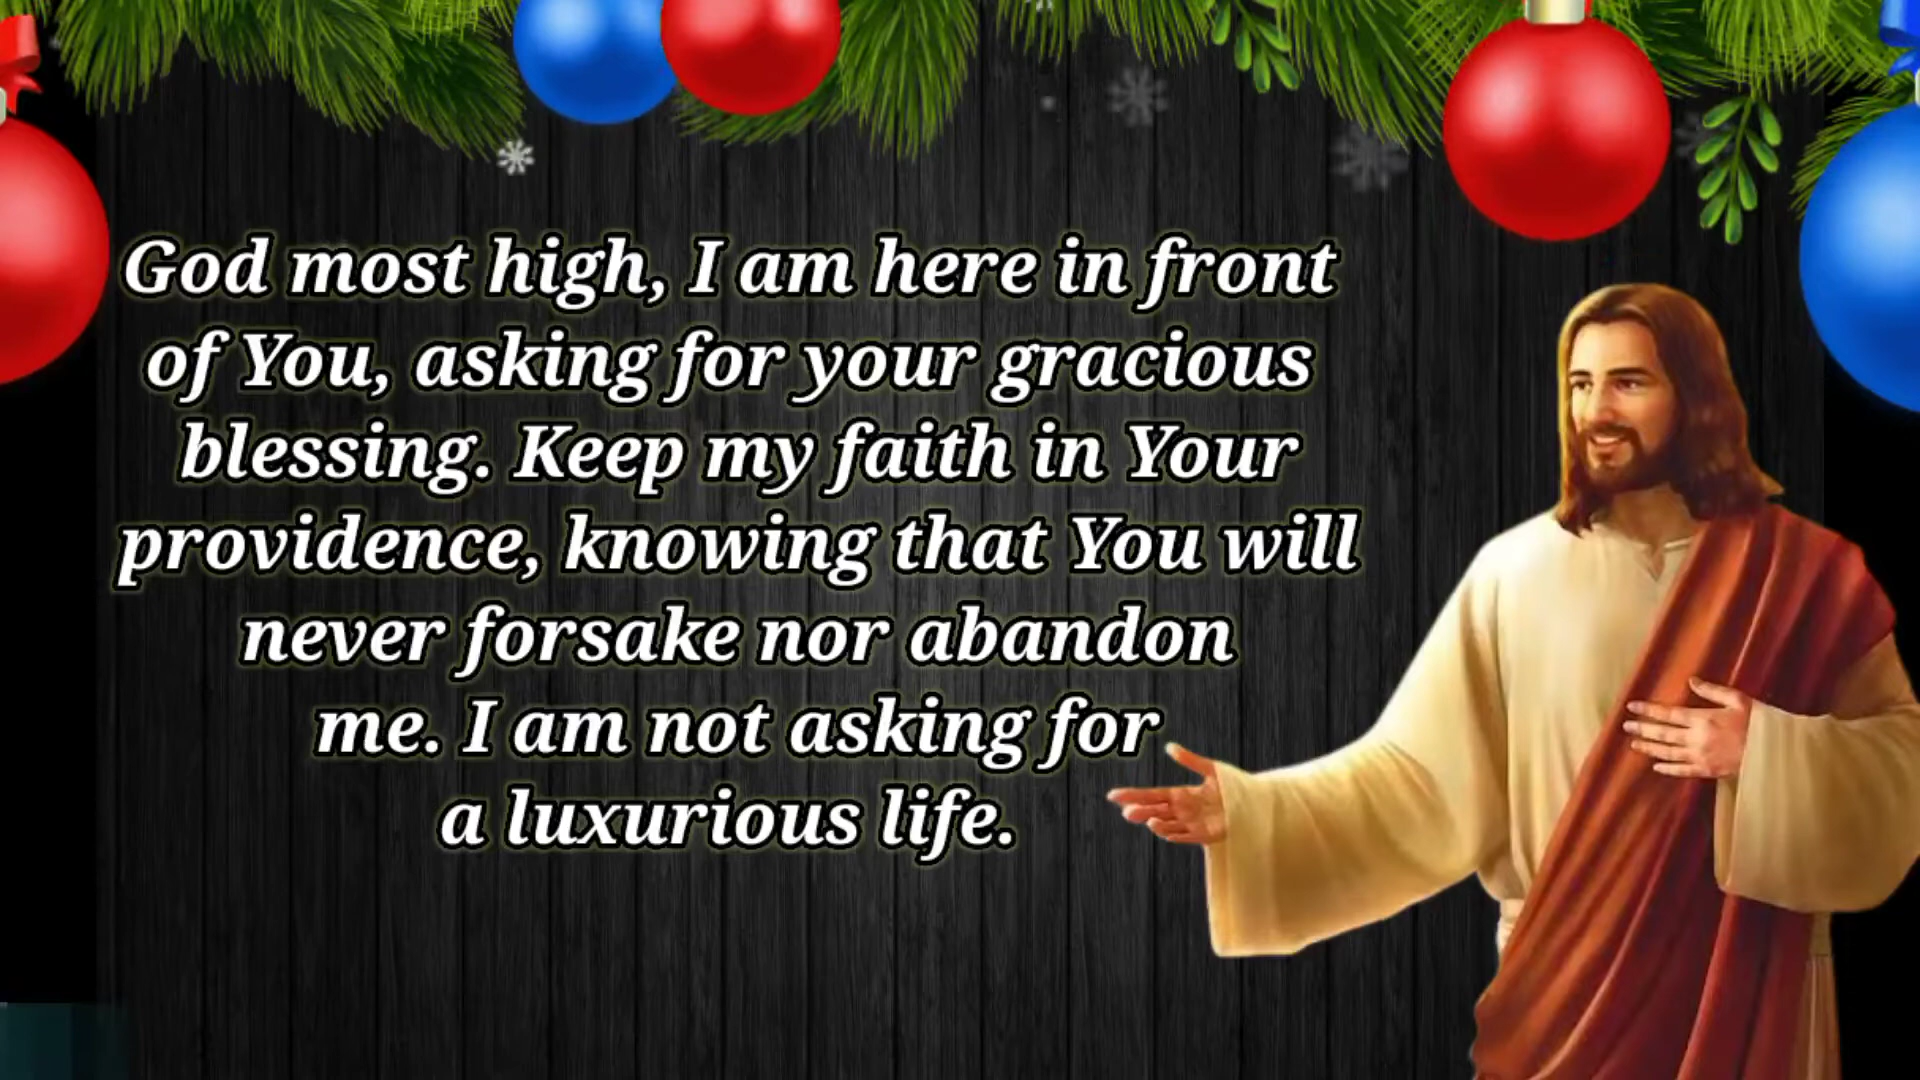 God most high, I am here in front
of You, asking for your gracious
blessing. Keep my faith in Your
providence, knowing that You will
never forsake nor abandon
me. I am not asking for
a luxurious life.